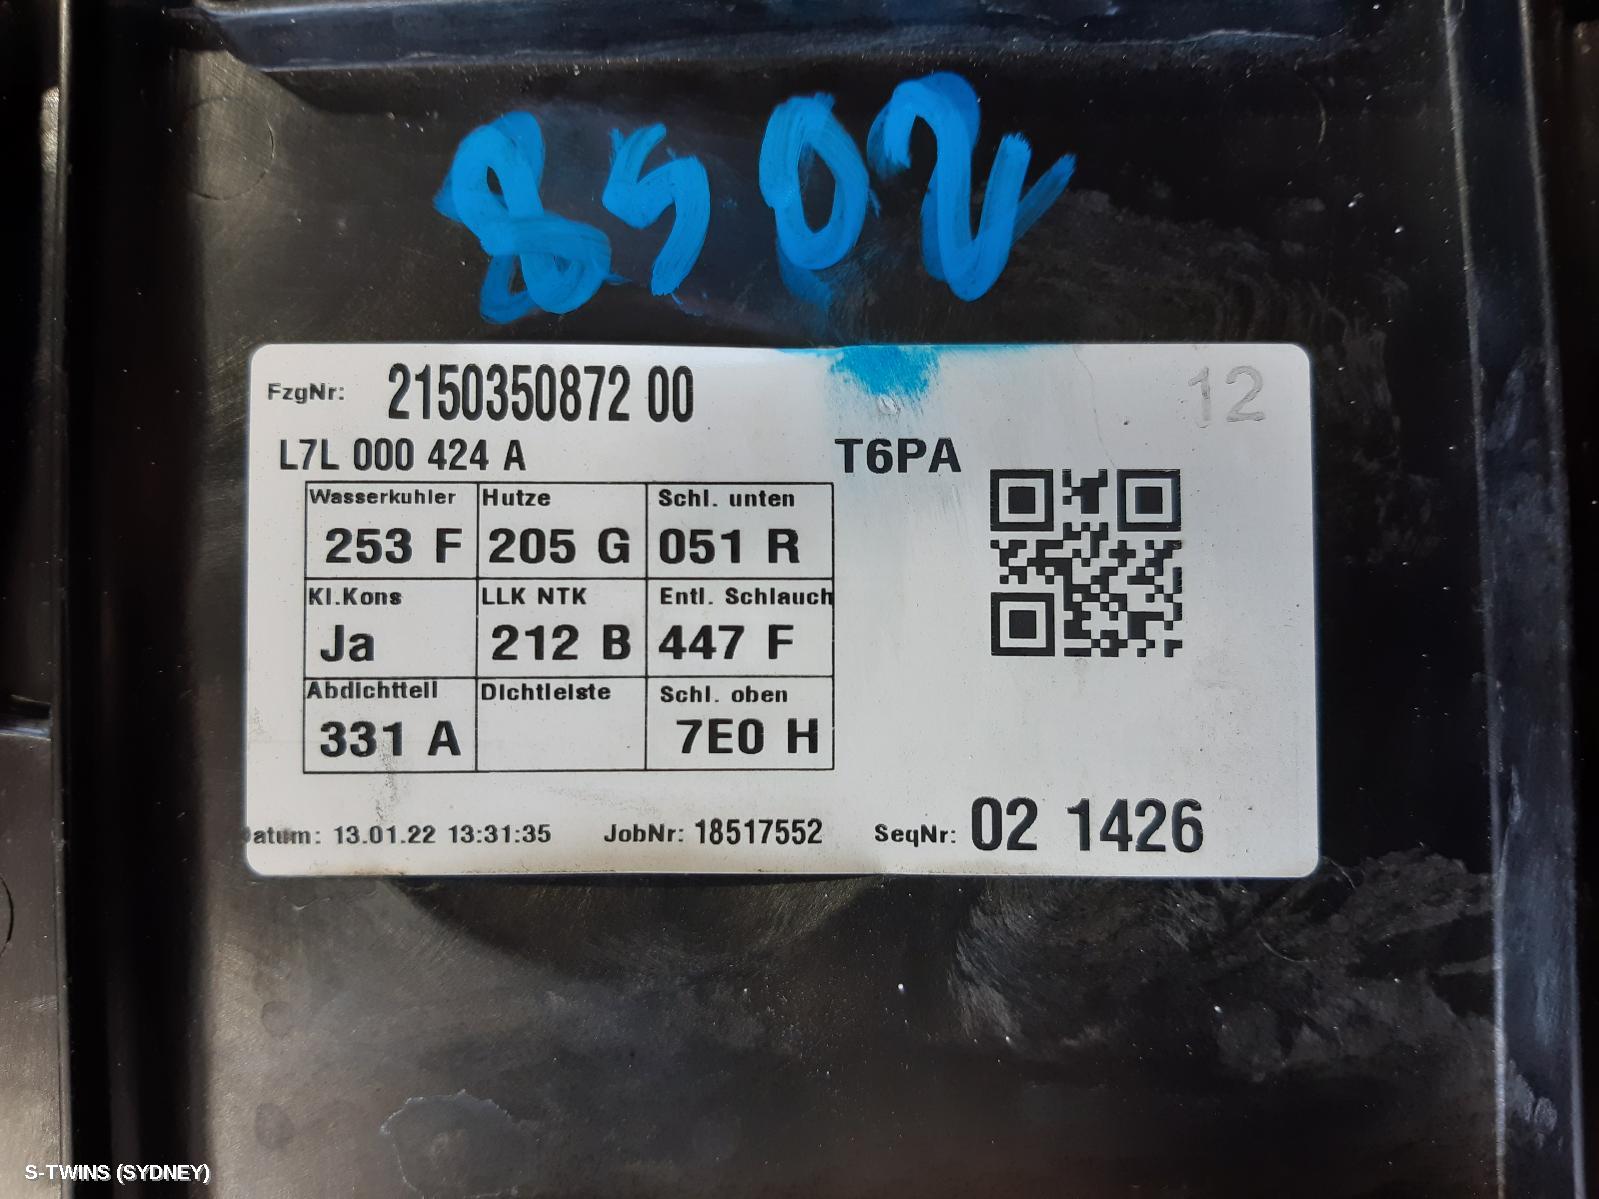 8502
FzgNr: 2150350872 00
12
L7L 000 424 A
T6PA
Wasserkuhler Hutze Schl. unten
253 F 205 G 051 R
Kl.Kons LLK NTK Entl. Schlauch
Ja 212 B 447 F
Abdichtteil Dichtleiste Schl. oben
331 A 7E0 H
Datum: 13.01.22 13:31:35 JobNr: 18517552 SeqNr: 02 1426
S-TWINS (SYDNEY)